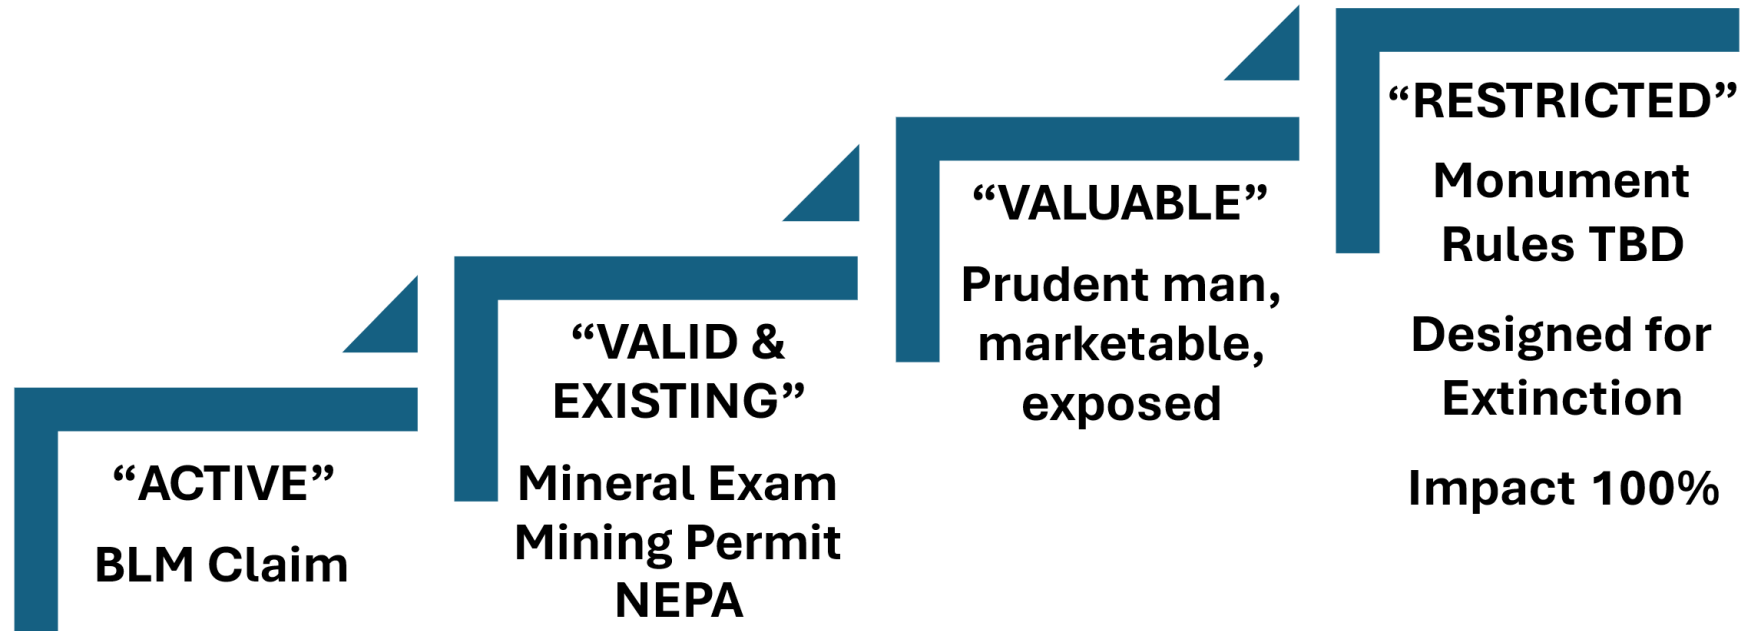 “ACTIVE”
BLM Claim
“VALID &
EXISTING”
Mineral Exam
Mining Permit
NEPA
“VALUABLE”
Prudent man,
marketable,
exposed
“RESTRICTED”
Monument
Rules TBD
Designed for
Extinction
Impact 100%